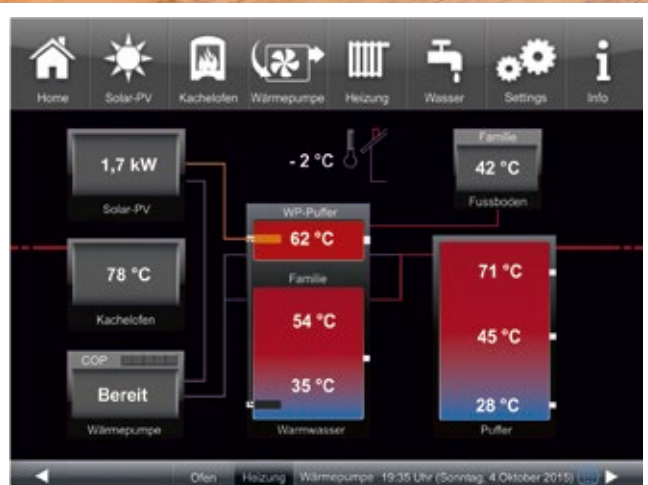 Home Solar-PV Kachelofen Wärmepumpe Heizung Wasser Settings Info
1,7 kW
Solar-PV
- 2 °C
Familie
42 °C
Fussboden
WP-Puffer
62 °C
78 °C
Kachelofen
Familie
54 °C
35 °C
Warmwasser
71 °C
45 °C
28 °C
Puffer
COP
Bereit
Wärmepumpe
Ofen Heizung Wärmepumpe 19:35 Uhr (Sonntag, 4.Oktober 2015)